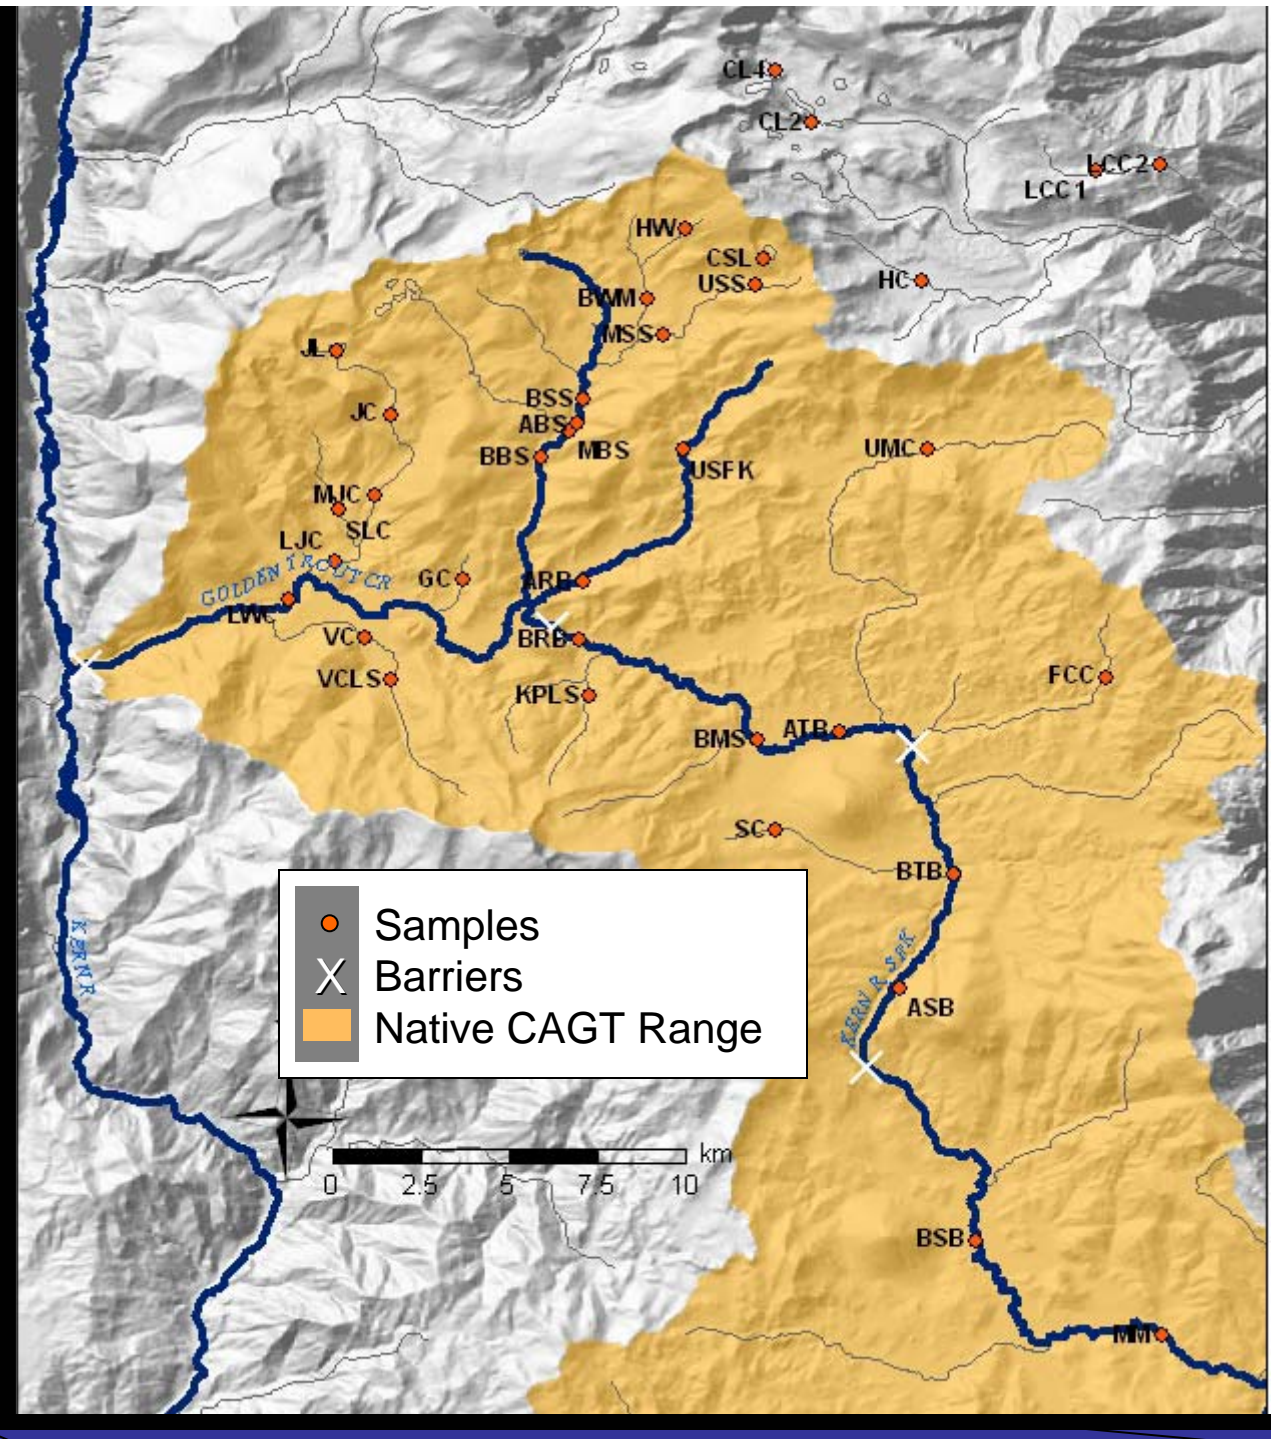 CL4
CL2
LCC2
LCC1
HW
CSL
USS
HC
BWM
MSS
JL
BSS
JC
ABS
MBS
BBS
UMC
USFK
MJC
SLC
LJC
GOLDEN TROUT CR
GC
ARB
LWC
VC
BRB
VCLS
KPLS
FCC
BMS
ATB
SC
BTB
KERN R
KERN R SFK
ASB
Samples
X Barriers
Native CAGT Range
km
0 2.5 5 7.5 10
BSB
MM